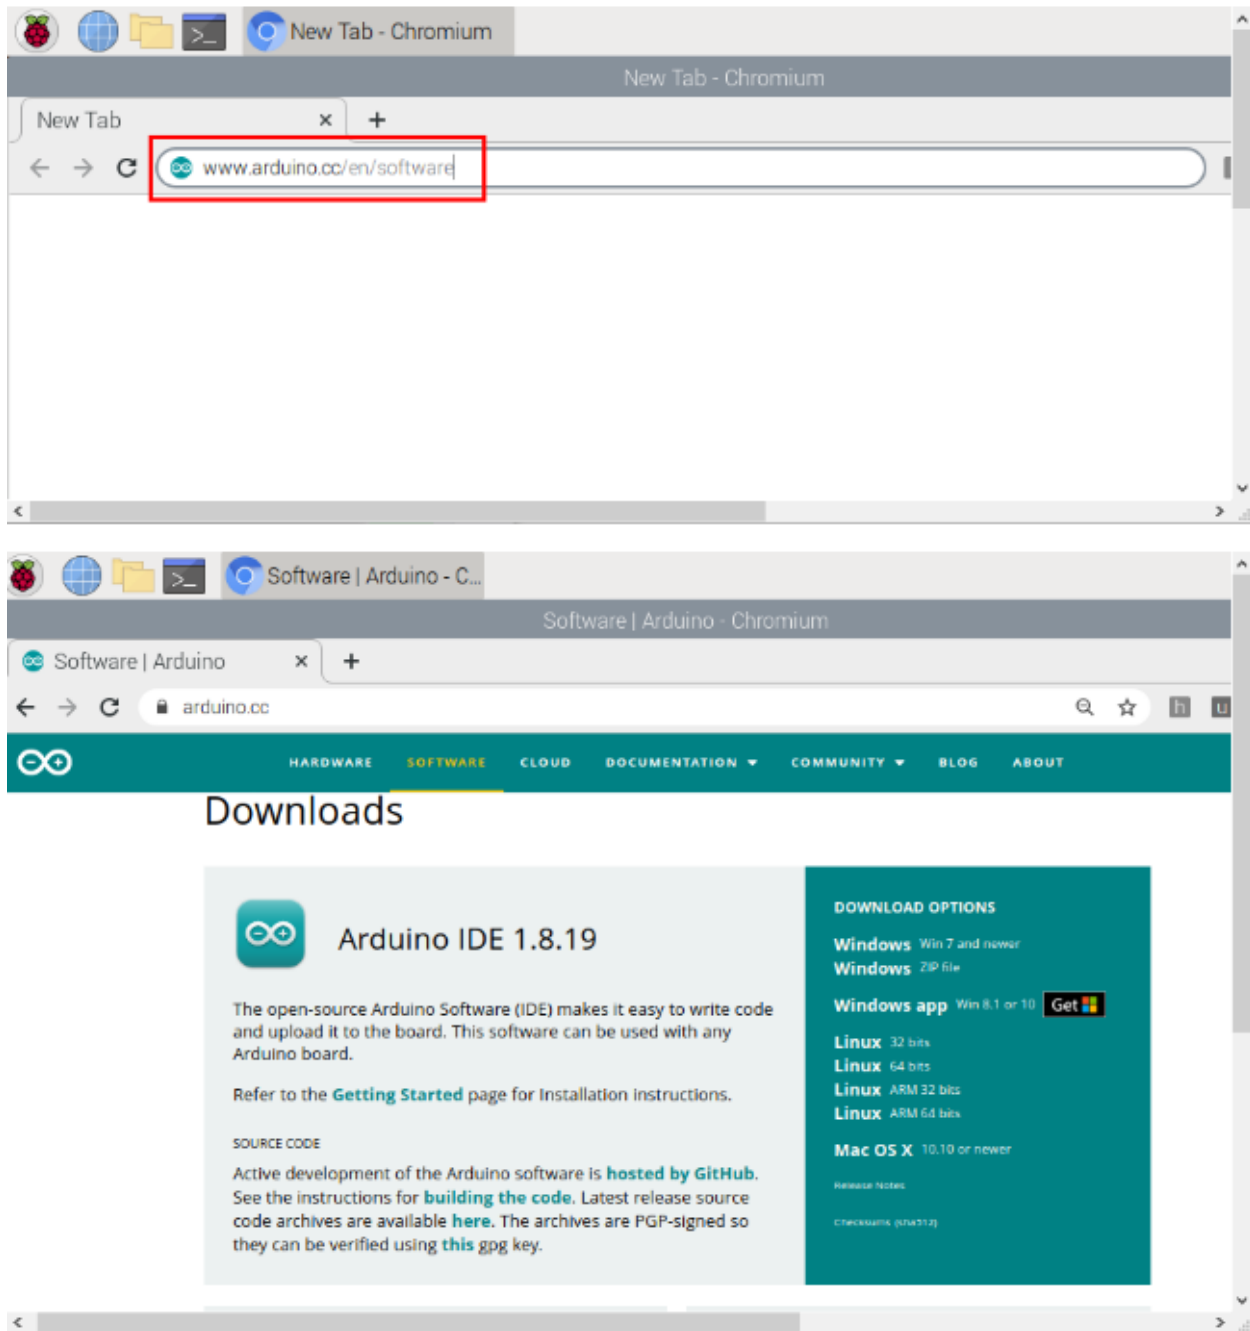 New Tab - Chromium
New Tab - Chromium
New Tab
www.arduino.cc/en/software
Software | Arduino - C...
Software | Arduino - Chromium
Software | Arduino
arduino.cc
HARDWARE SOFTWARE CLOUD DOCUMENTATION COMMUNITY BLOG ABOUT
Downloads
Arduino IDE 1.8.19
The open-source Arduino Software (IDE) makes it easy to write code
and upload it to the board. This software can be used with any
Arduino board.
Refer to the Getting Started page for Installation instructions.
SOURCE CODE
Active development of the Arduino software is hosted by GitHub.
See the instructions for building the code. Latest release source
code archives are available here. The archives are PGP-signed so
they can be verified using this gpg key.
DOWNLOAD OPTIONS
Windows Win 7 and newer
Windows ZIP file
Windows app Win 8.1 or 10 Get
Linux 32 bits
Linux 64 bits
Linux ARM 32 bits
Linux ARM 64 bits
Mac OS X 10.10 or newer
Release Notes
Checksums (sha512)